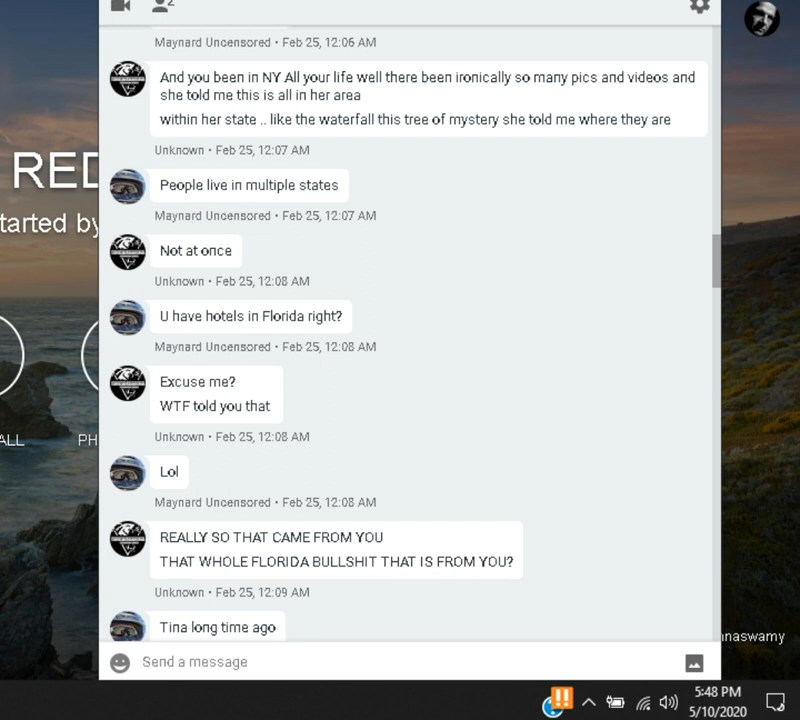 2
Maynard Uncensored • Feb 25, 12:06 AM
And you been in NY All your life well there been ironically so many pics and videos and
she told me this is all in her area
within her state .. like the waterfall this tree of mystery she told me where they are
Unknown • Feb 25, 12:07 AM
RED
People live in multiple states
tarted by
Maynard Uncensored • Feb 25, 12:07 AM
Not at once
Unknown • Feb 25, 12:08 AM
U have hotels in Florida right?
Maynard Uncensored • Feb 25, 12:08 AM
Excuse me?
WTF told you that
Unknown • Feb 25, 12:08 AM
ALL
PH
Lol
Maynard Uncensored • Feb 25, 12:08 AM
REALLY SO THAT CAME FROM YOU
THAT WHOLE FLORIDA BULLSHIT THAT IS FROM YOU?
Unknown • Feb 25, 12:09 AM
Tina long time ago
nnaswamy
Send a message
5:48 PM
5/10/2020